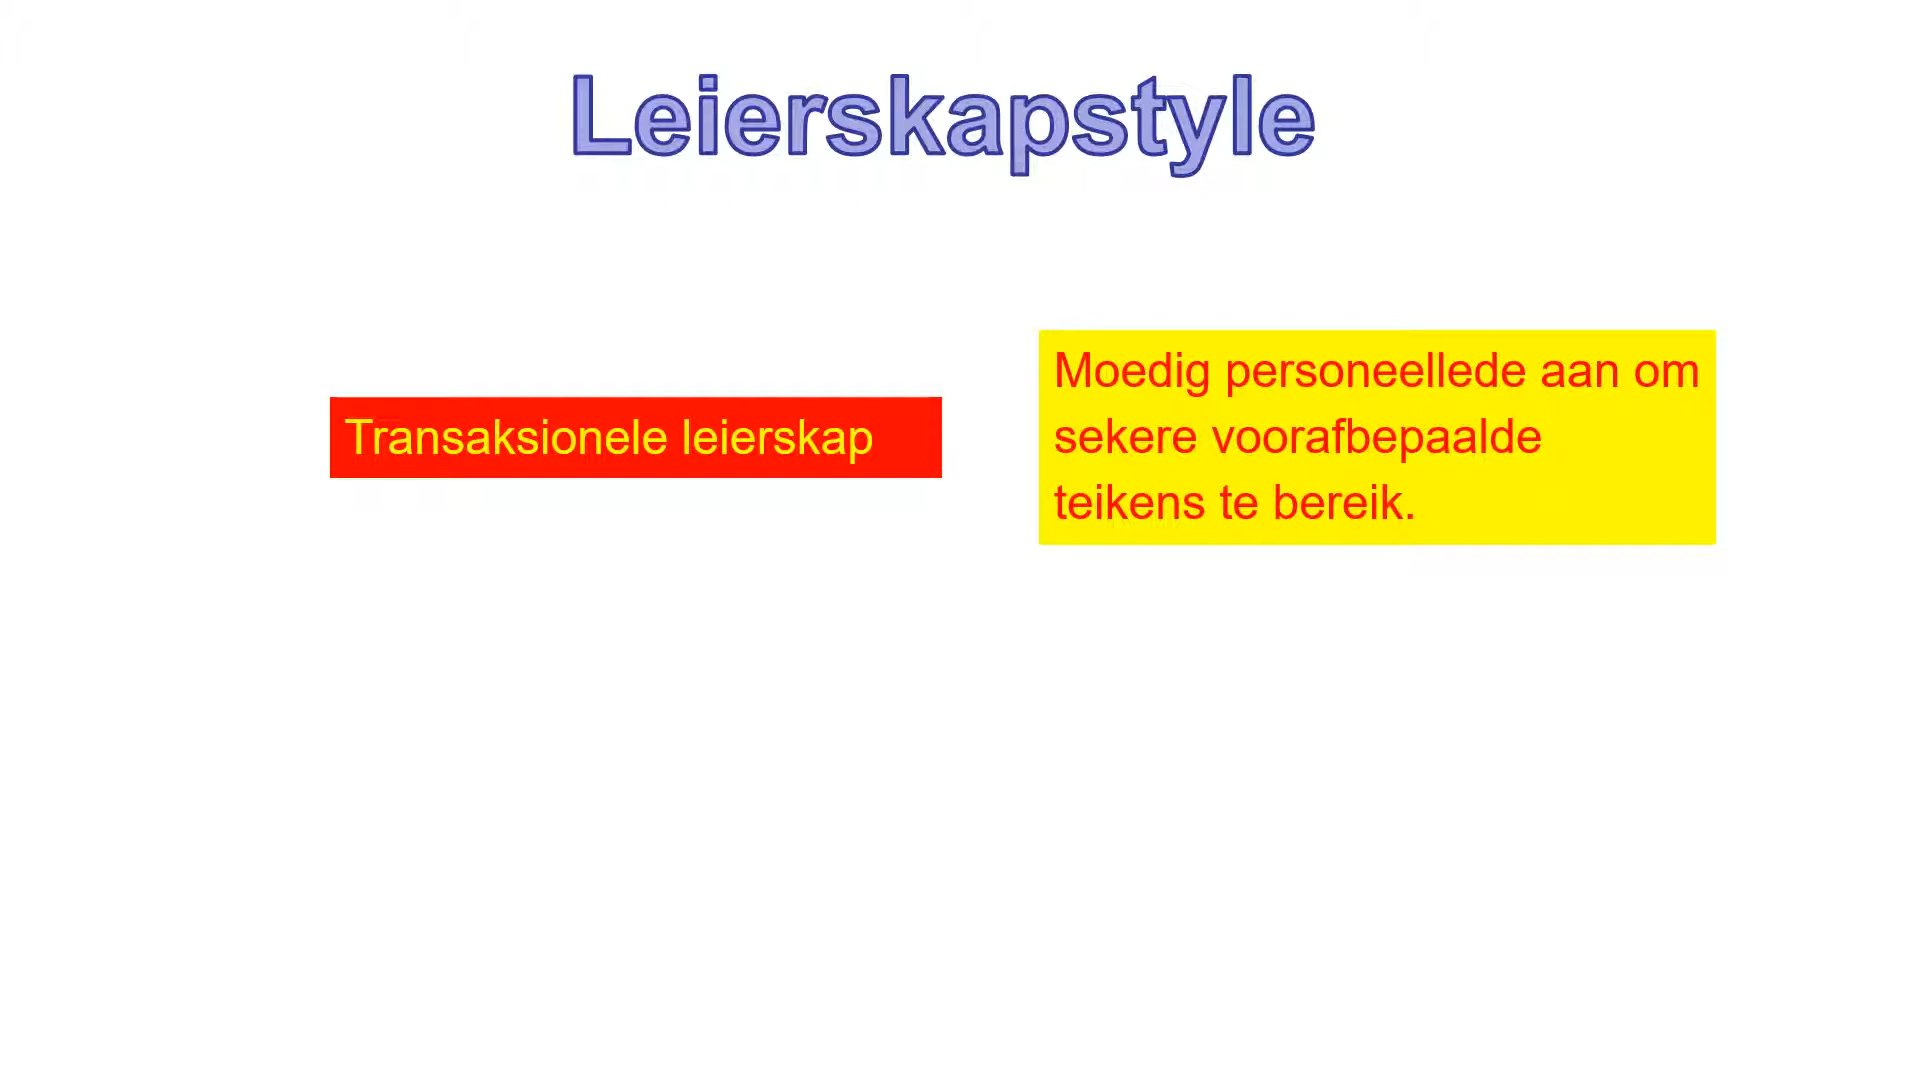 Leierskapstyle
Transaksionele leierskap
Moedig personeellede aan om
sekere voorafbepaalde
teikens te bereik.